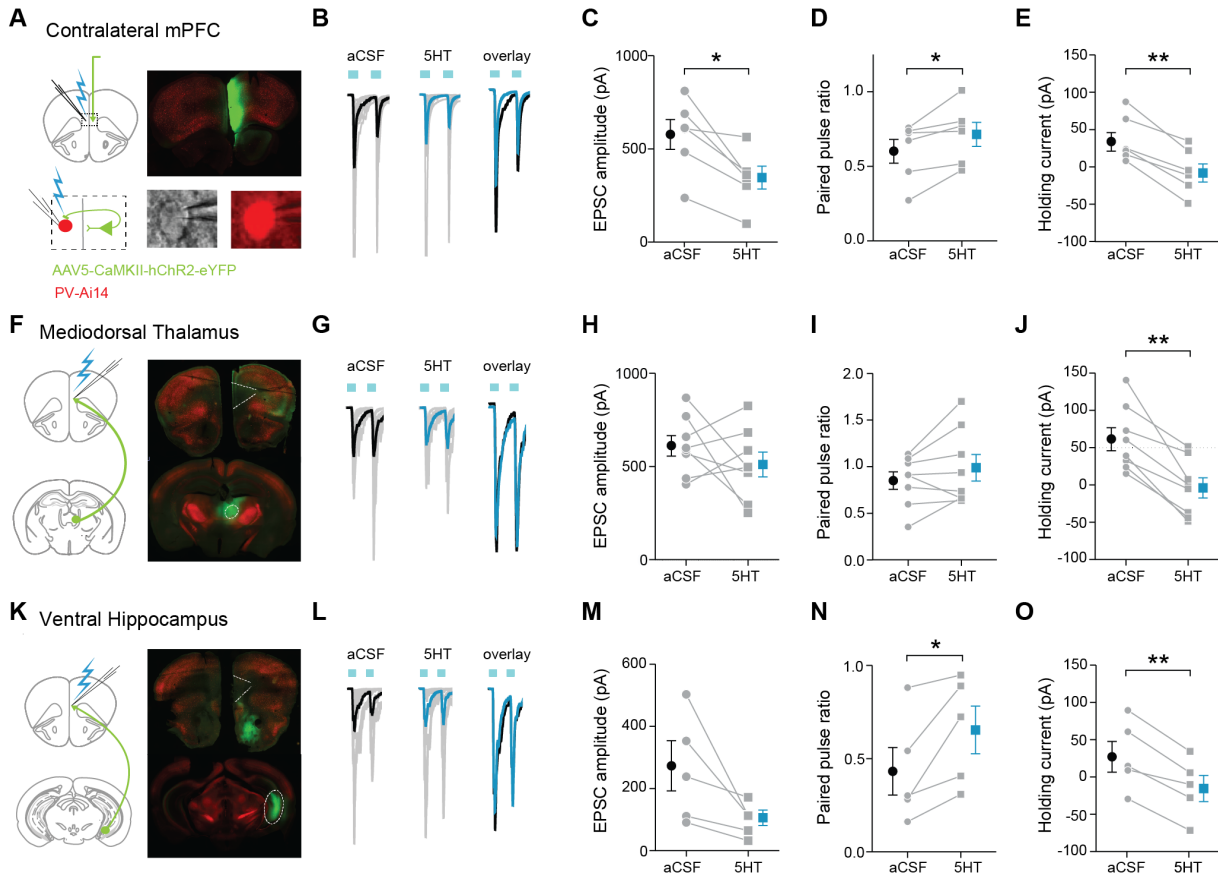 A
Contralateral mPFC
AAV5-CaMKII-hChR2-eYFP
PV-Ai14
B
aCSF 5HT overlay
C
*
1000
500
0
EPSC amplitude (pA)
aCSF 5HT
D
*
1.0
0.5
0.0
Paired pulse ratio
aCSF 5HT
E
**
150
100
50
0
-50
-100
Holding current (pA)
aCSF 5HT
F
Mediodorsal Thalamus
G
aCSF 5HT overlay
H
1000
500
0
EPSC amplitude (pA)
aCSF 5HT
I
2.0
1.5
1.0
0.5
0.0
Paired pulse ratio
aCSF 5HT
J
**
150
100
50
0
-50
-100
Holding current (pA)
aCSF 5HT
K
Ventral Hippocampus
L
aCSF 5HT overlay
M
600
400
200
0
EPSC amplitude (pA)
aCSF 5HT
N
*
1.0
0.5
0.0
Paired pulse ratio
aCSF 5HT
O
**
150
100
50
0
-50
-100
Holding current (pA)
aCSF 5HT